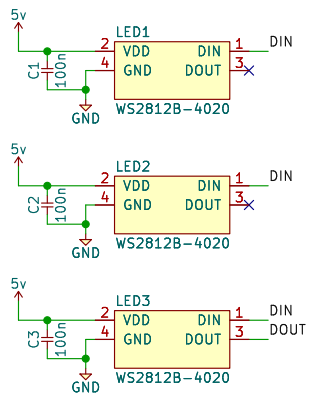 5v
LED1
2 VDD DIN 1 DIN
4 GND DOUT 3
C1 100n
GND
WS2812B-4020
5v
LED2
2 VDD DIN 1 DIN
4 GND DOUT 3
C2 100n
GND
WS2812B-4020
5v
LED3
2 VDD DIN 1 DIN
4 GND DOUT 3 DOUT
C3 100n
GND
WS2812B-4020